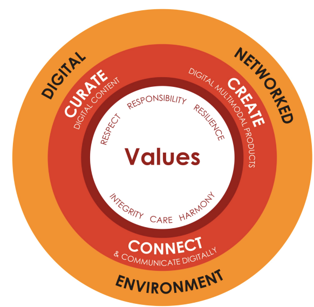 DIGITAL
NETWORKED
ENVIRONMENT
CURATE
DIGITAL CONTENT
CREATE
DIGITAL MULTIMODAL PRODUCTS
CONNECT
& COMMUNICATE DIGITALLY
RESPECT
RESPONSIBILITY
RESILIENCE
Values
INTEGRITY
CARE
HARMONY